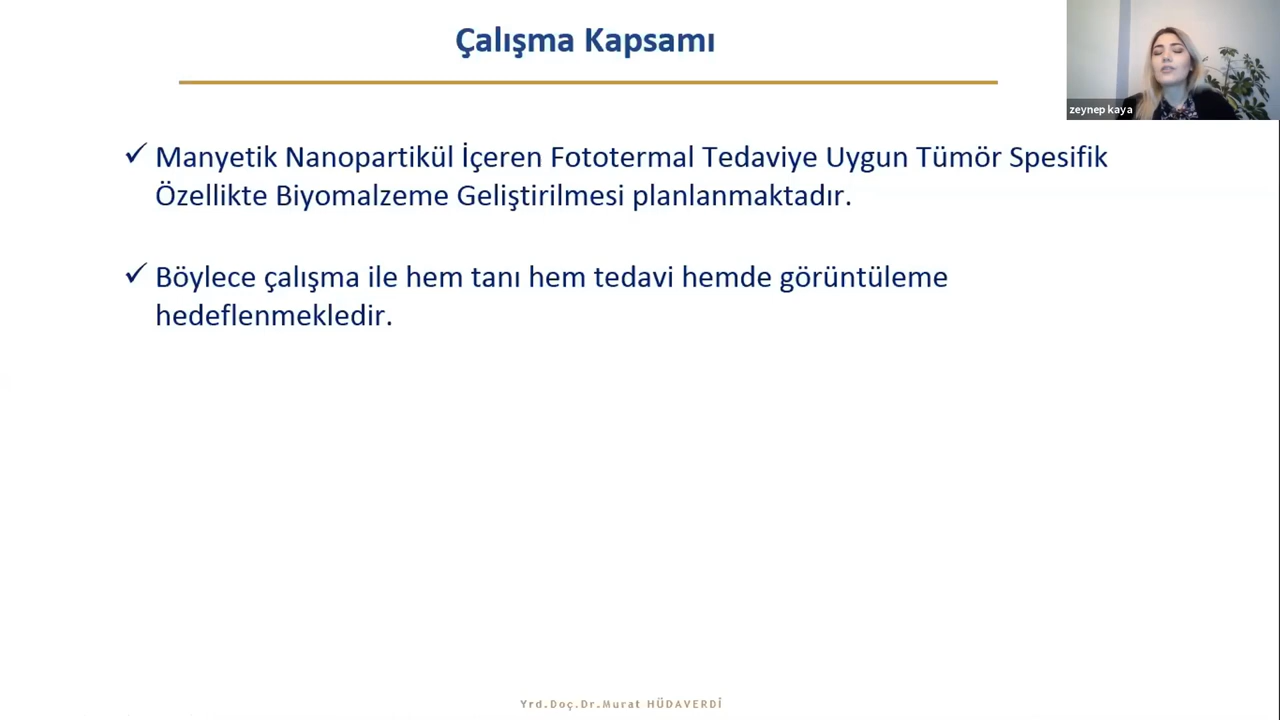 Çalışma Kapsamı
zeynep kaya
✓ Manyetik Nanopartikül İçeren Fototermal Tedaviye Uygun Tümör Spesifik
Özellikte Biyomalzeme Geliştirilmesi planlanmaktadır.
✓ Böylece çalışma ile hem tanı hem tedavi hemde görüntüleme
hedeflenmekledir.
Yrd.Doç.Dr.Murat HÜDAVERDİ